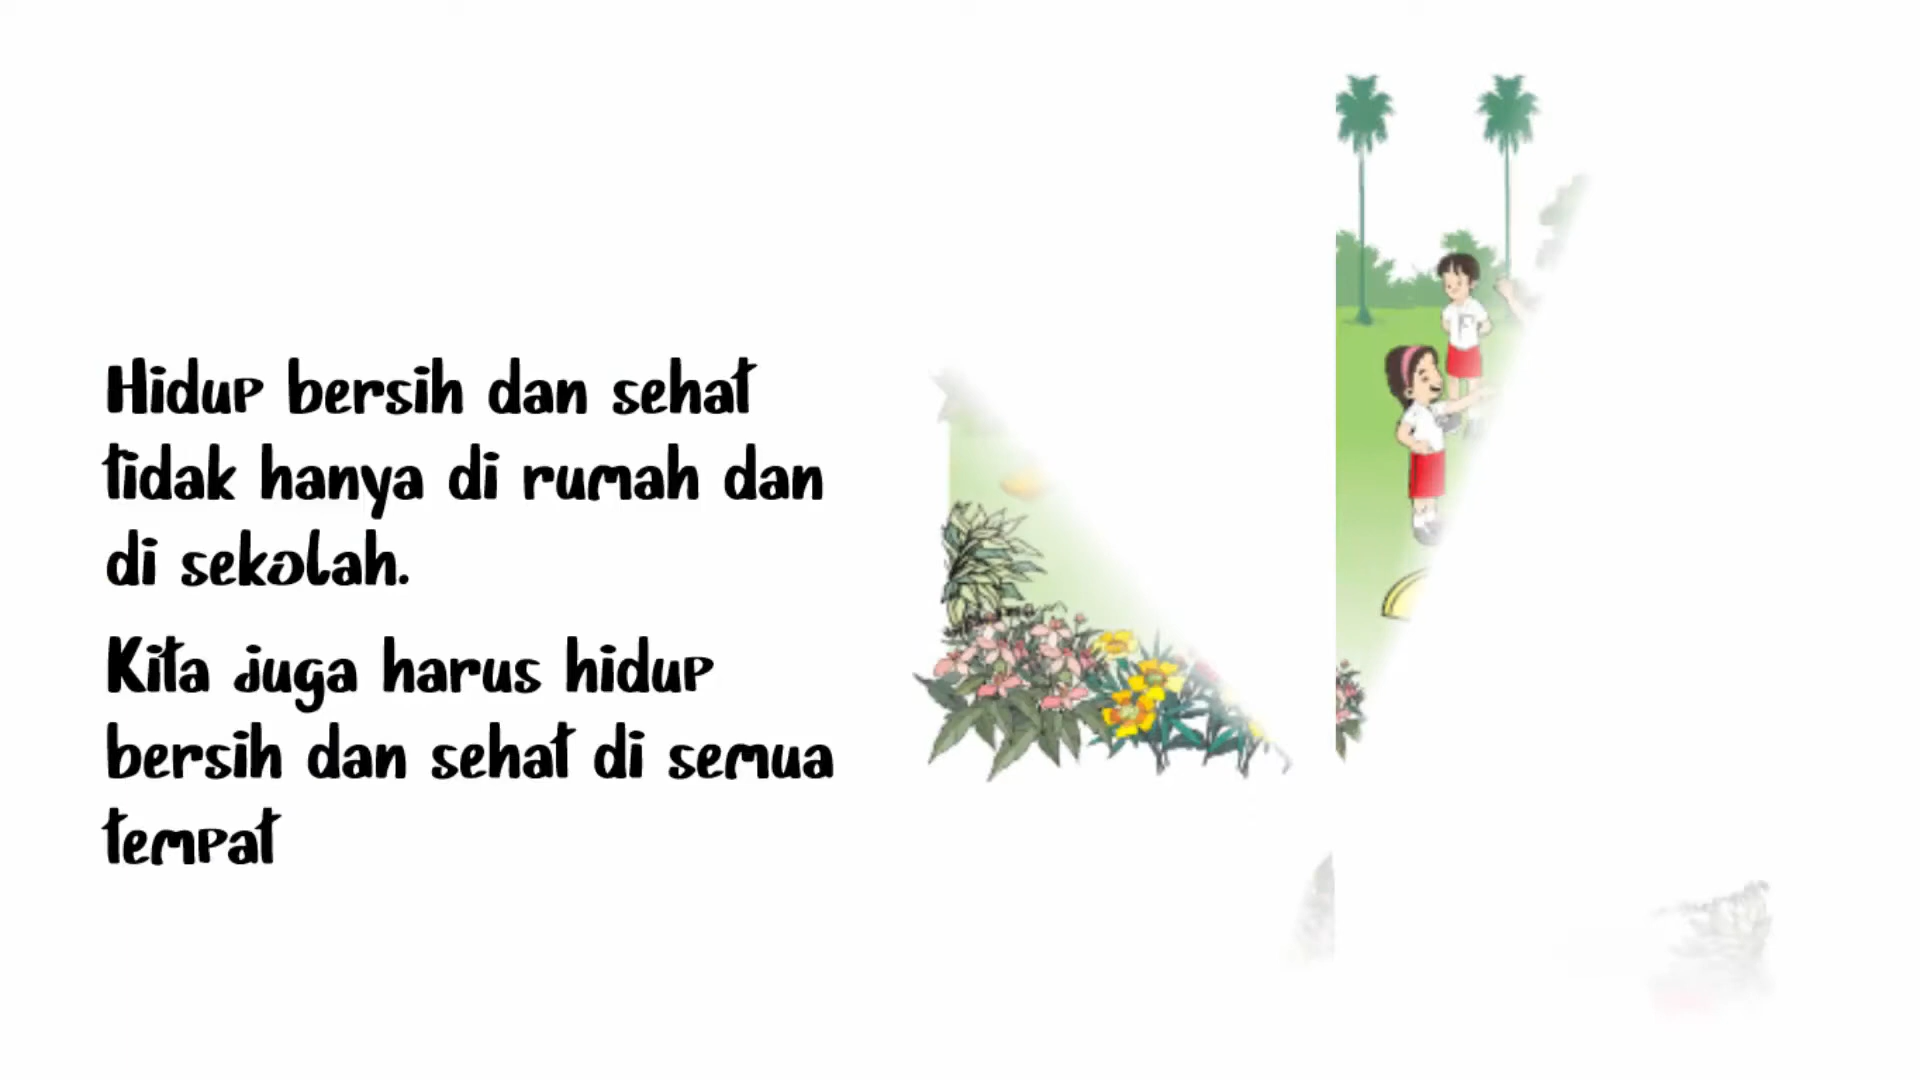 Hidup bersih dan sehat
tidak hanya di rumah dan
di sekolah.
Kita juga harus hidup
bersih dan sehat di semua
tempat